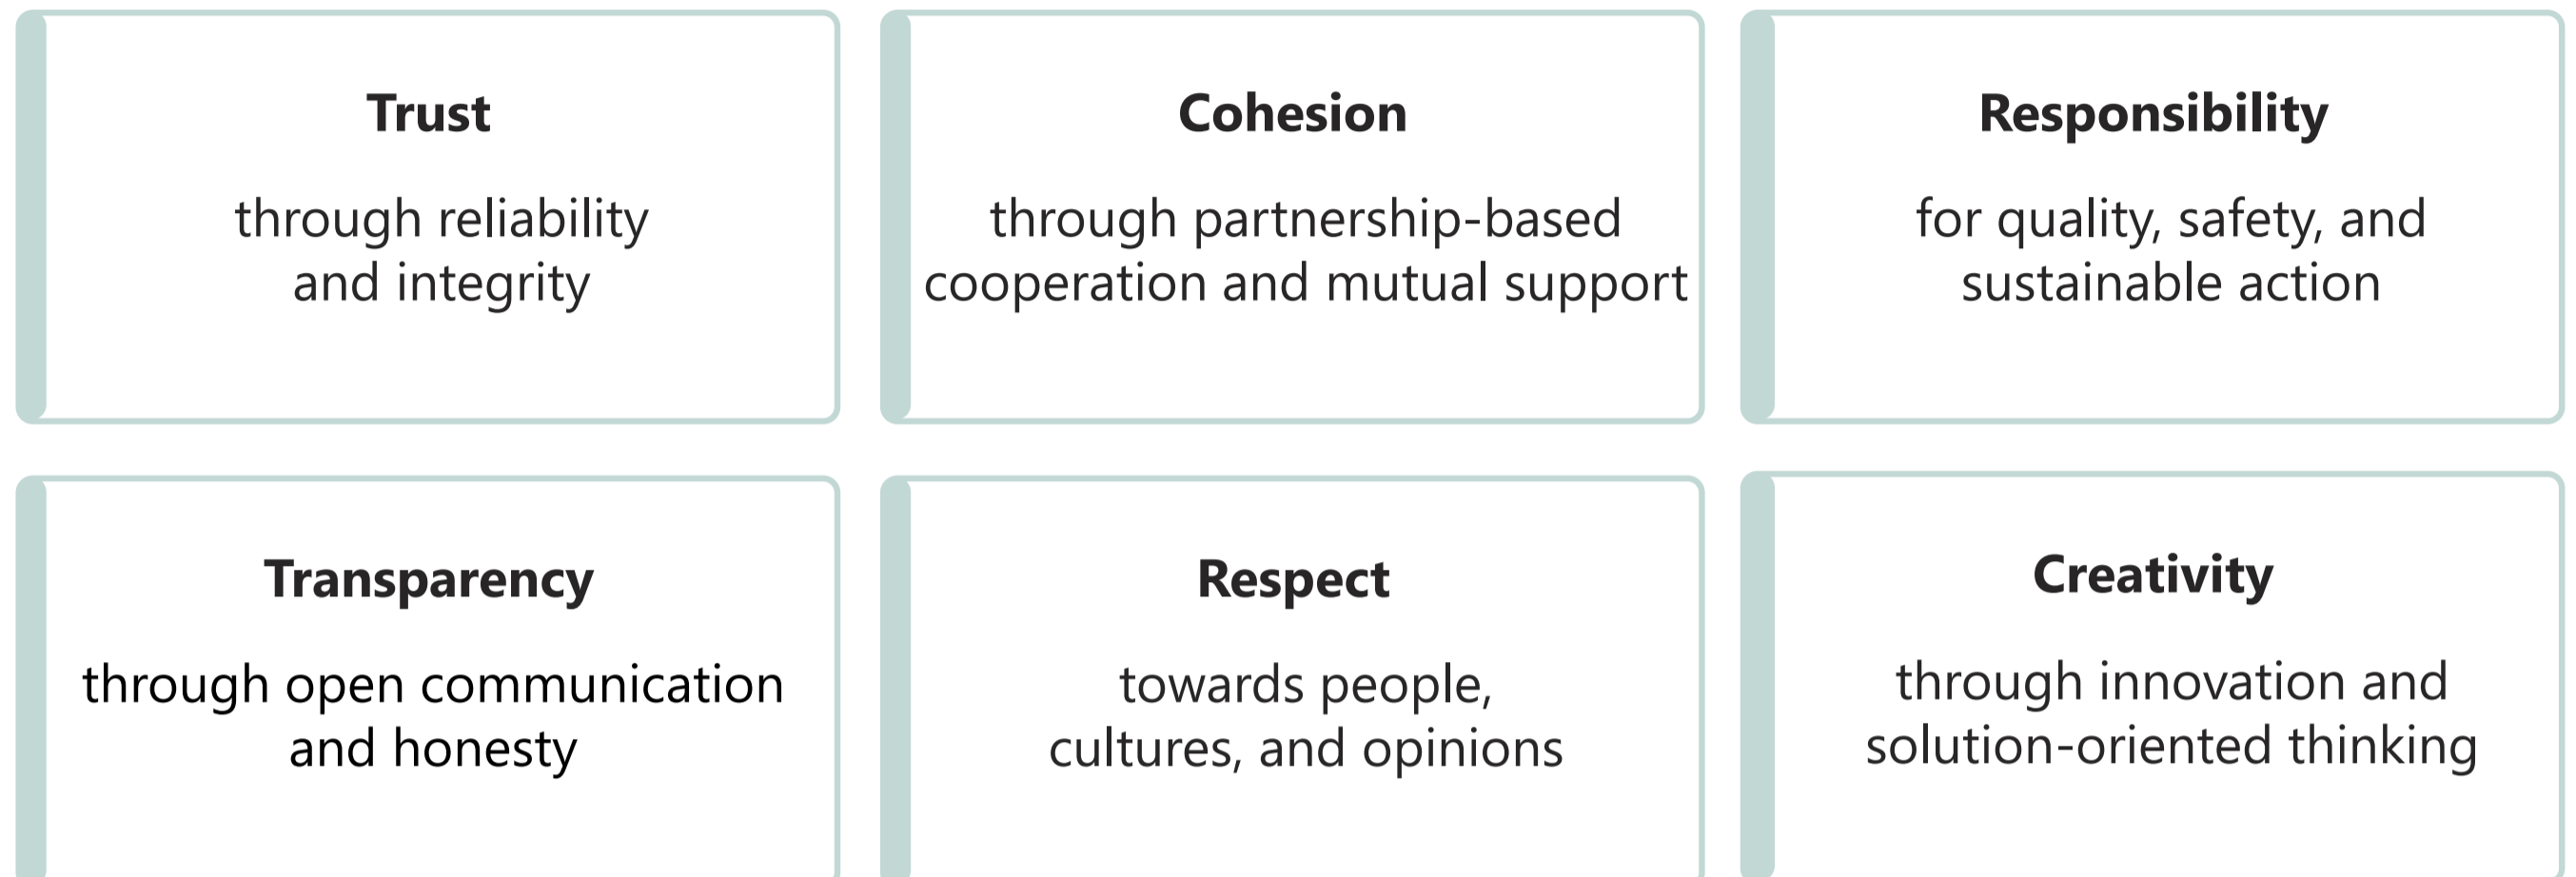 Trust
through reliability
and integrity
Cohesion
through partnership-based
cooperation and mutual support
Responsibility
for quality, safety, and
sustainable action
Transparency
through open communication
and honesty
Respect
towards people,
cultures, and opinions
Creativity
through innovation and
solution-oriented thinking